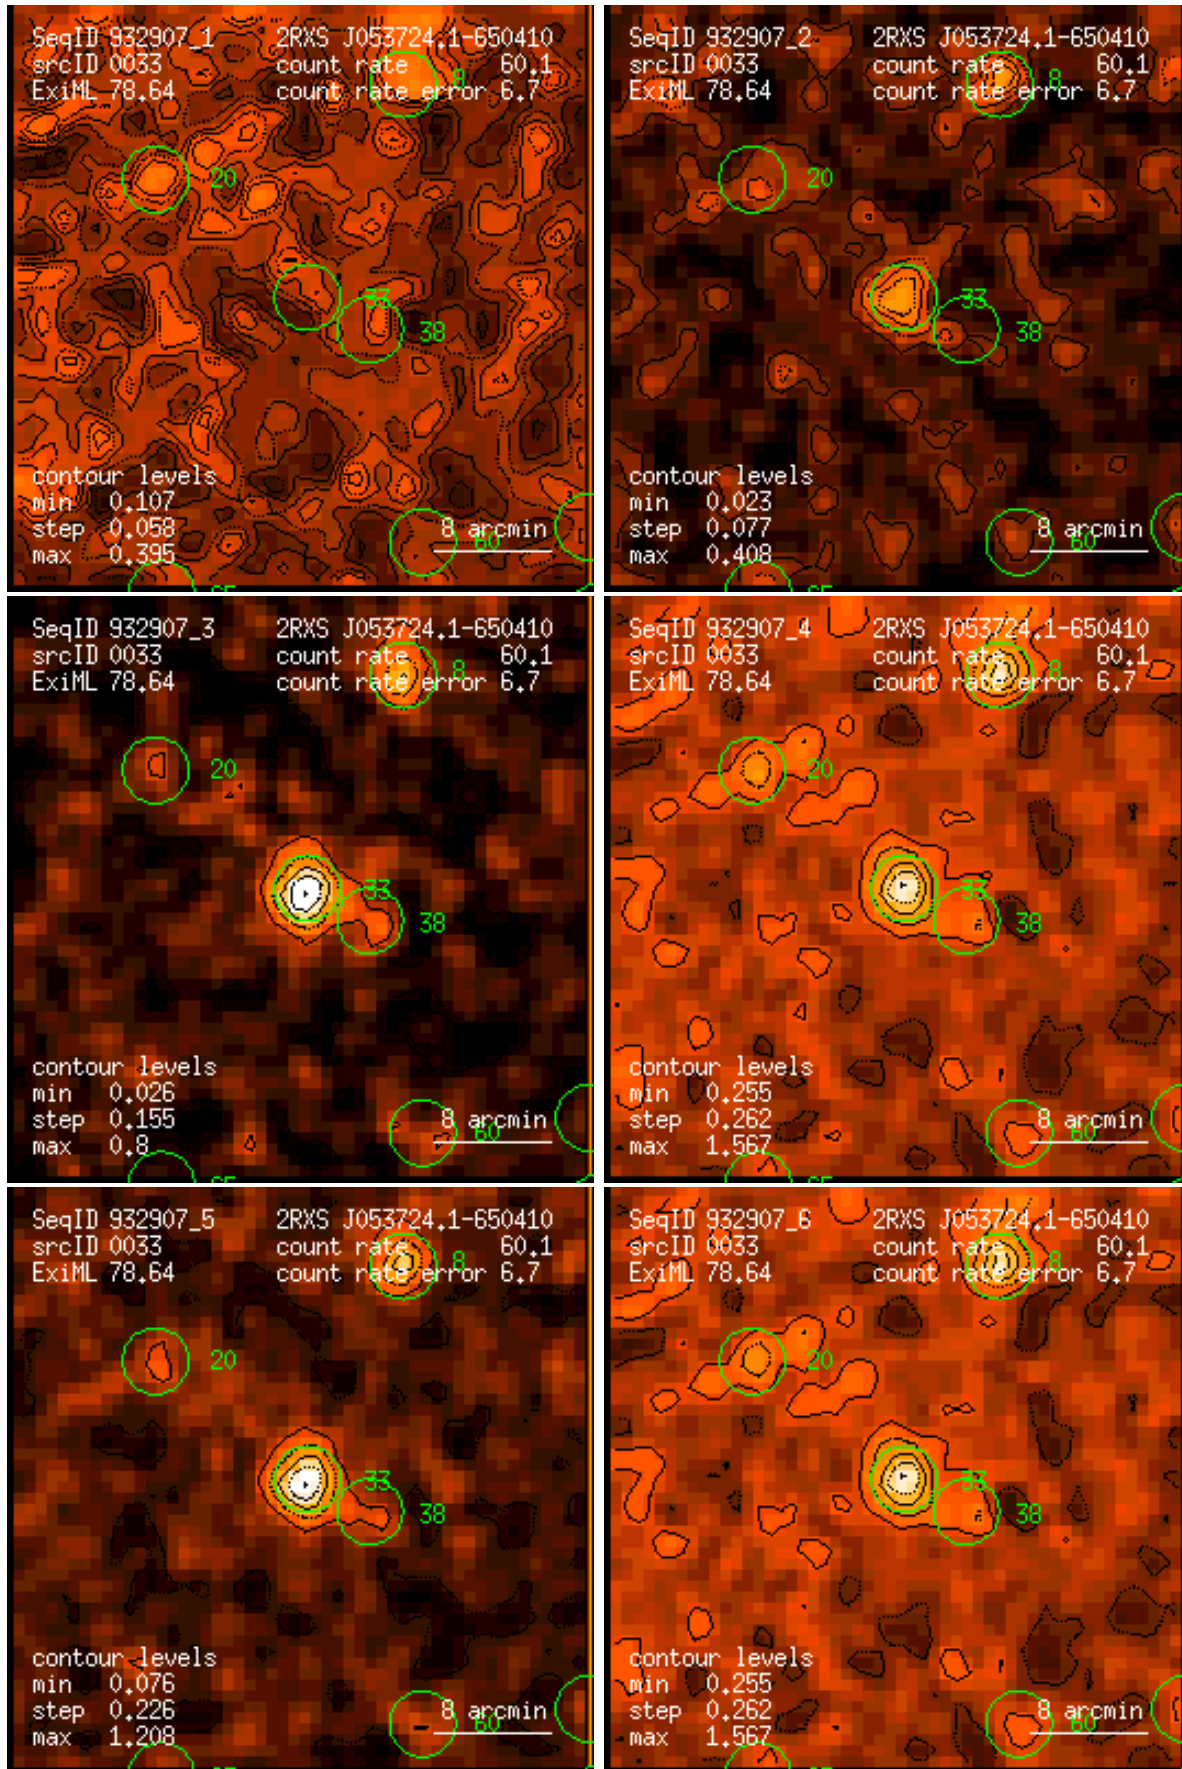 SeqID 932907_1 2RXS J053724.1-650410
srcID 0033 count rate 60.1
ExiML 78.64 count rate error 6.7
8
20
33
38
contour levels
min 0.107
step 0.058 8 arcmin
60
max 0.395
SeqID 932907_2 2RXS J053724.1-650410
srcID 0033 count rate 60.1
ExiML 78.64 count rate error 6.7
8
20
33
38
contour levels
min 0.023
step 0.077 8 arcmin
60
max 0.408
SeqID 932907_3 2RXS J053724.1-650410
srcID 0033 count rate 60.1
ExiML 78.64 count rate error 6.7
8
20
33
38
contour levels
min 0.026
step 0.155 8 arcmin
60
max 0.8
SeqID 932907_4 2RXS J053724.1-650410
srcID 0033 count rate 60.1
ExiML 78.64 count rate error 6.7
8
20
33
38
contour levels
min 0.255
step 0.262 8 arcmin
60
max 1.567
SeqID 932907_5 2RXS J053724.1-650410
srcID 0033 count rate 60.1
ExiML 78.64 count rate error 6.7
8
20
33
38
contour levels
min 0.076
step 0.226 8 arcmin
60
max 1.208
SeqID 932907_6 2RXS J053724.1-650410
srcID 0033 count rate 60.1
ExiML 78.64 count rate error 6.7
8
20
33
38
contour levels
min 0.255
step 0.262 8 arcmin
60
max 1.567